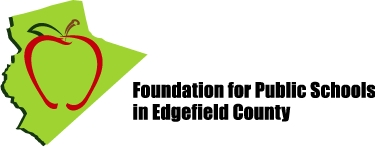 Foundation for Public Schools
in Edgefield County